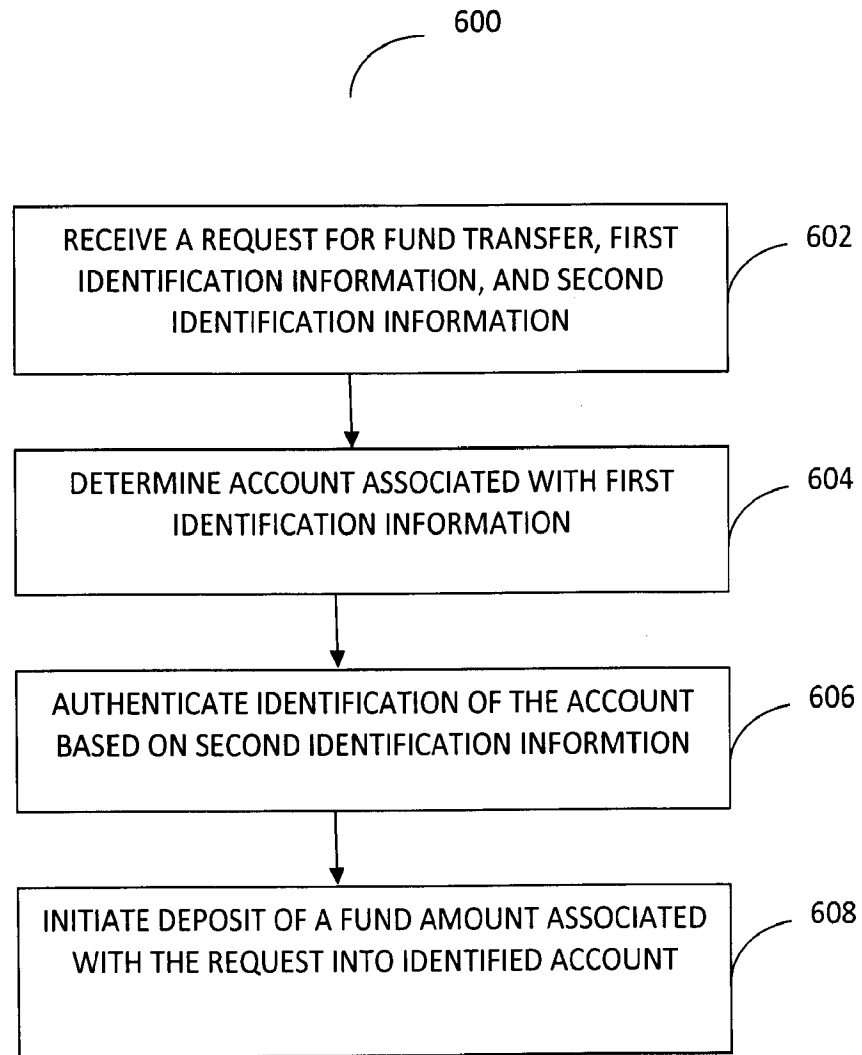 600
RECEIVE A REQUEST FOR FUND TRANSFER, FIRST
IDENTIFICATION INFORMATION, AND SECOND
IDENTIFICATION INFORMATION
602
DETERMINE ACCOUNT ASSOCIATED WITH FIRST
IDENTIFICATION INFORMATION
604
AUTHENTICATE IDENTIFICATION OF THE ACCOUNT
BASED ON SECOND IDENTIFICATION INFORMTION
606
INITIATE DEPOSIT OF A FUND AMOUNT ASSOCIATED
WITH THE REQUEST INTO IDENTIFIED ACCOUNT
608